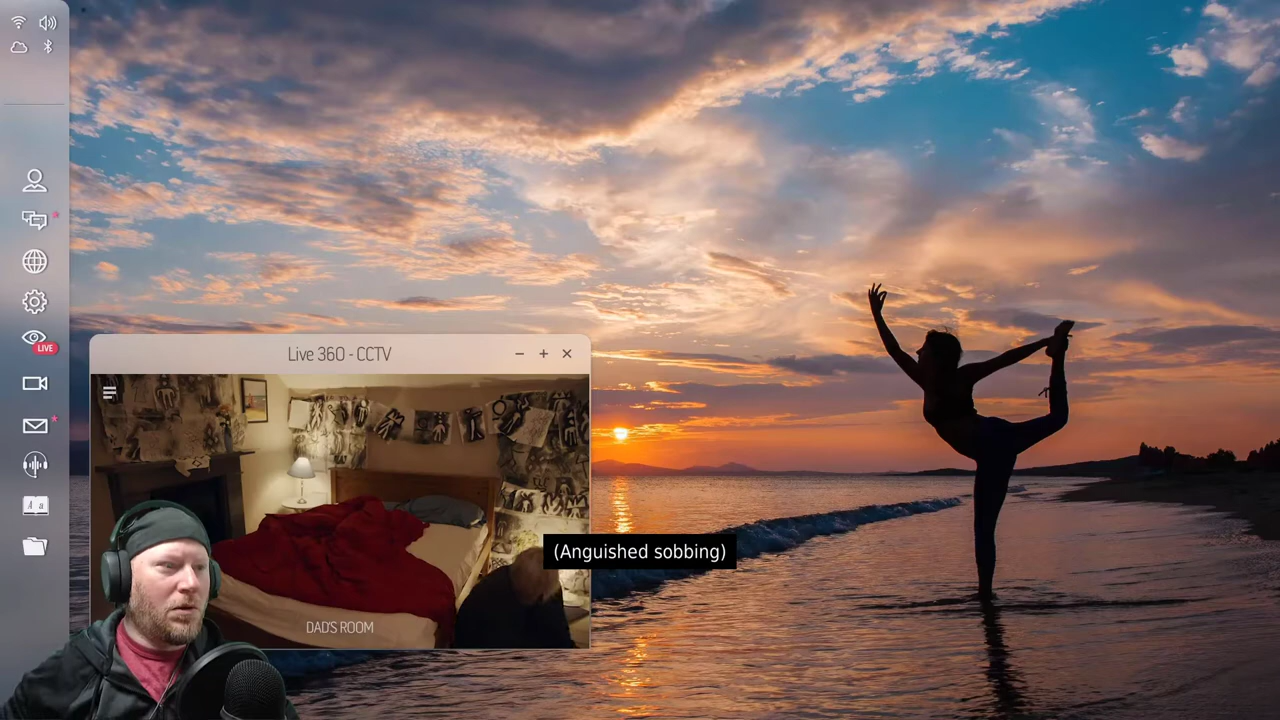 LIVE
Live 360 - CCTV
(Anguished sobbing)
DAD'S ROOM
A a